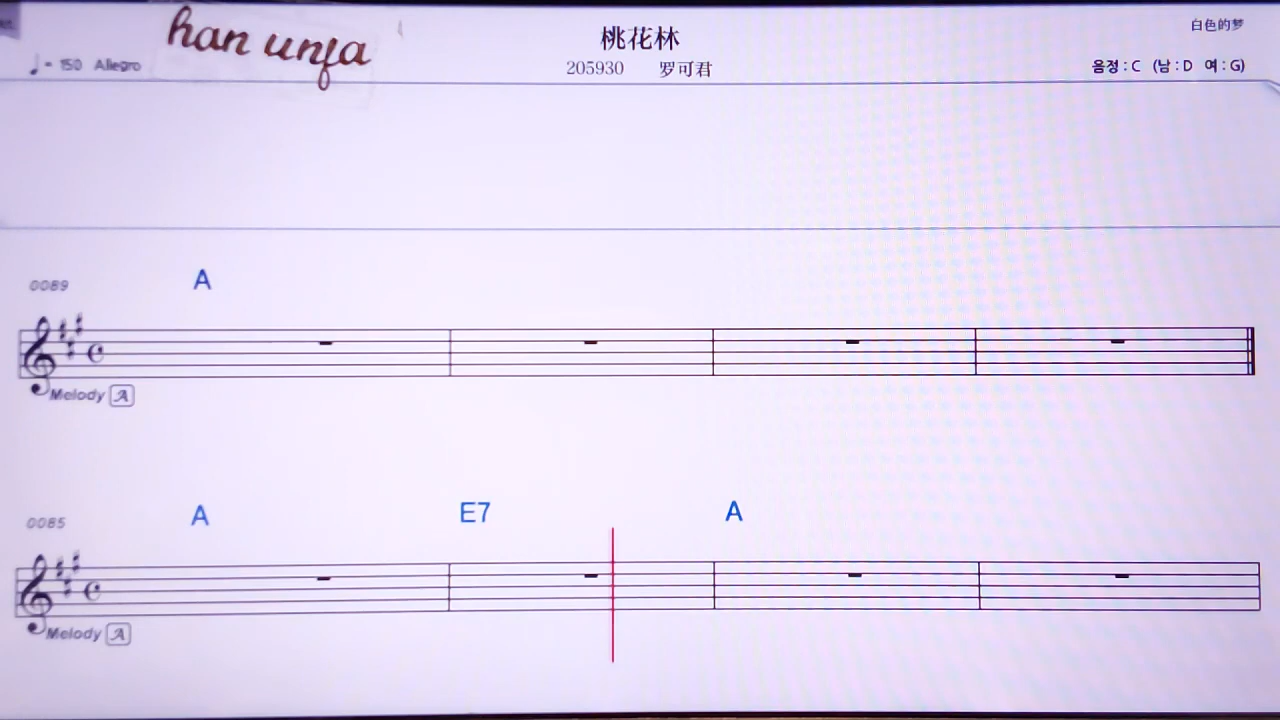 han unfa
桃花林
白色的梦
♩= 150 Allegro
205930 罗可君
음정 : C (남 : D 여 : G)
0089 A
Melody A
0085 A E7 A
Melody A